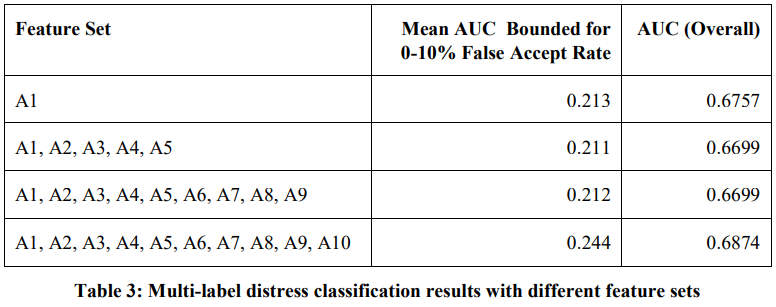 Feature Set
Mean AUC Bounded for
0-10% False Accept Rate
AUC (Overall)
A1
0.213
0.6757
A1, A2, A3, A4, A5
0.211
0.6699
A1, A2, A3, A4, A5, A6, A7, A8, A9
0.212
0.6699
A1, A2, A3, A4, A5, A6, A7, A8, A9, A10
0.244
0.6874
Table 3: Multi-label distress classification results with different feature sets